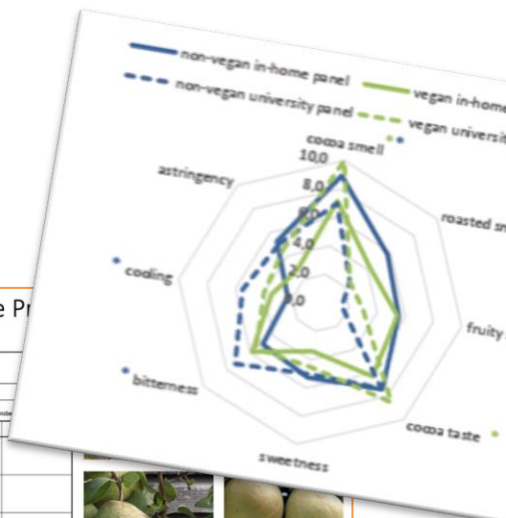 non-vegan in-home panel
vegan in-home
non-vegan university panel
vegan universit
cocoa smell
10,0
8,0
6,0
4,0
2,0
0,0
astringency
roasted sm
cooling
fruity
bitterness
cocoa taste
sweetness
e Pr